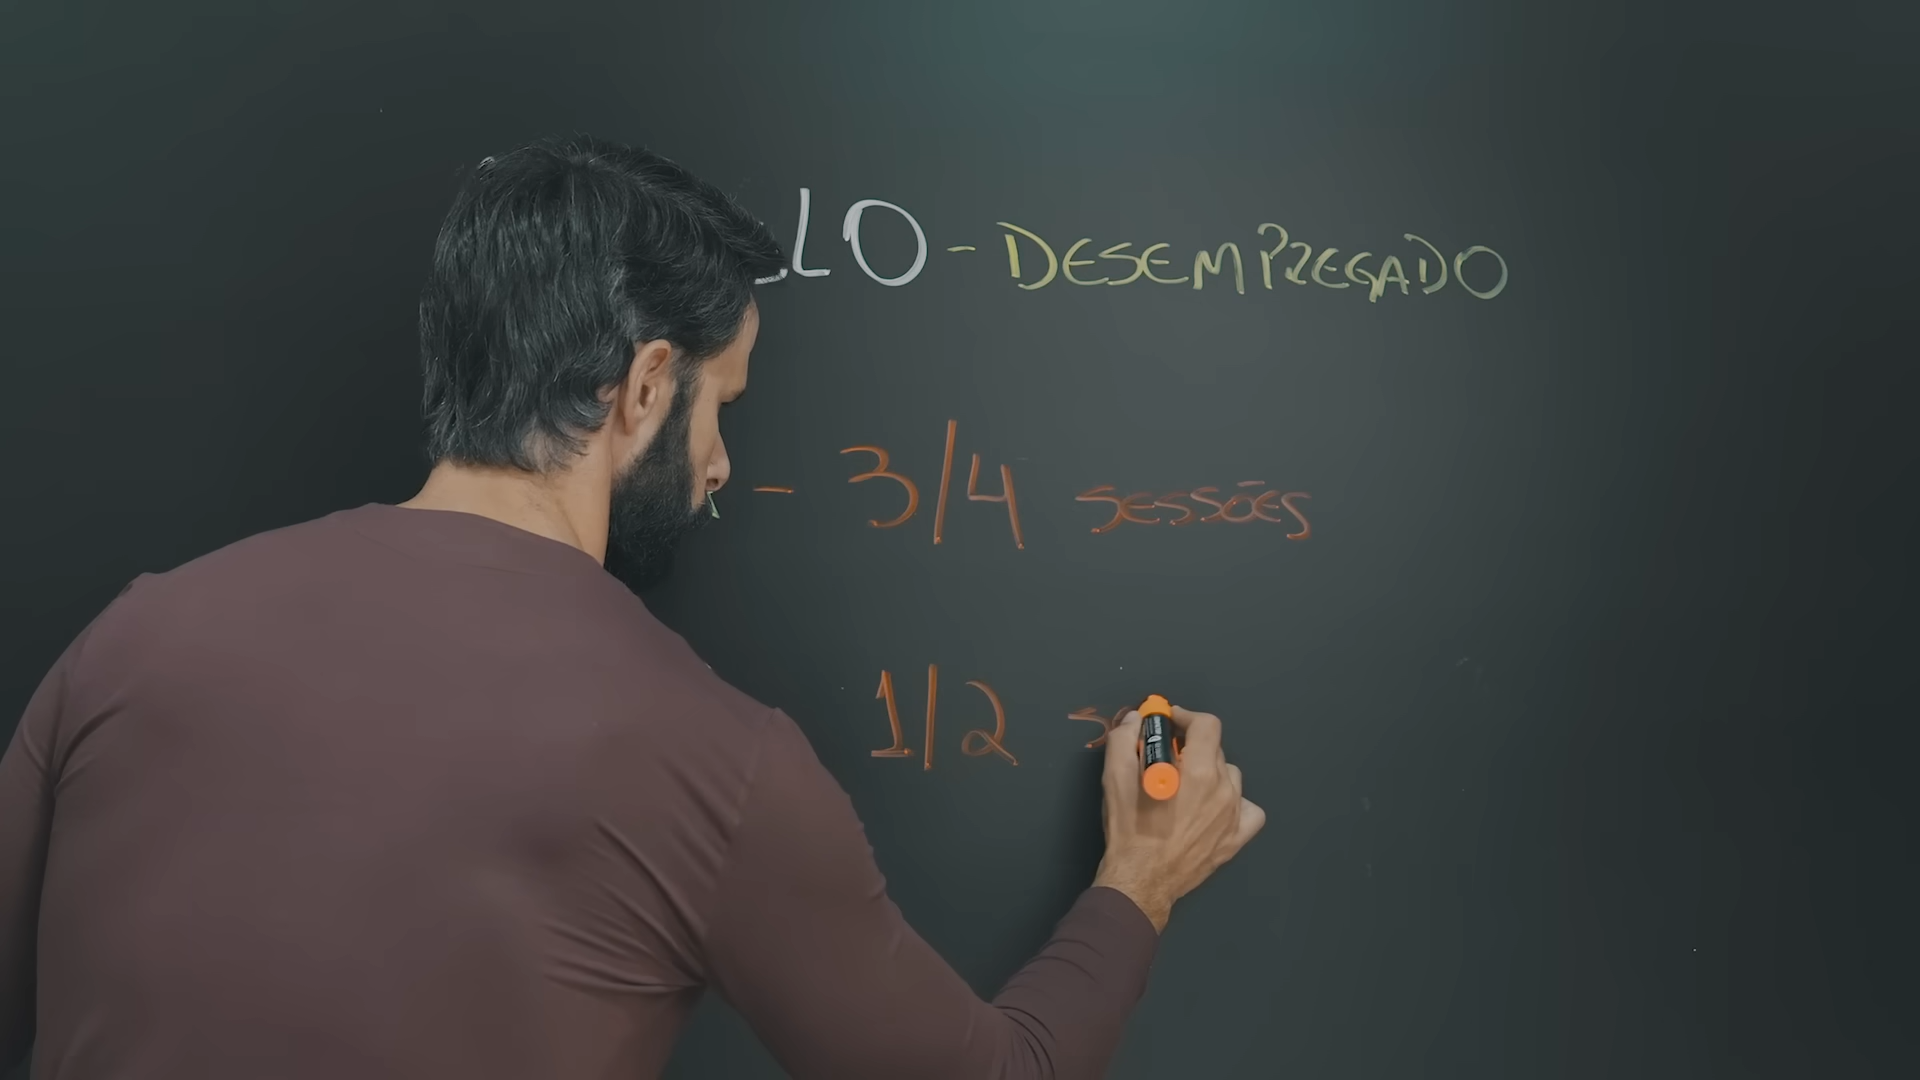 LO - DESEMPREGADO
- 3/4 sessões
1/2